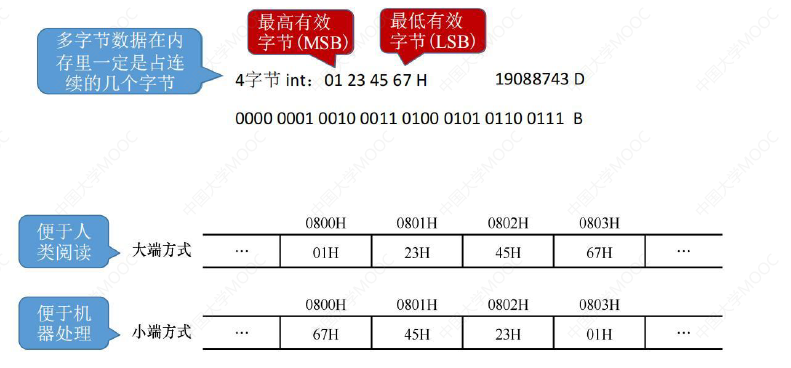 最高有效
字节(MSB)
最低有效
字节(LSB)
多字节数据在内
存里一定是占连
续的几个字节
4字节 int：01 23 45 67 H
19088743 D
0000 0001 0010 0011 0100 0101 0110 0111 B
便于人
类阅读
大端方式
0800H 0801H 0802H 0803H
… 01H 23H 45H 67H …
便于机
器处理
小端方式
0800H 0801H 0802H 0803H
… 67H 45H 23H 01H …
中国大学MOOC